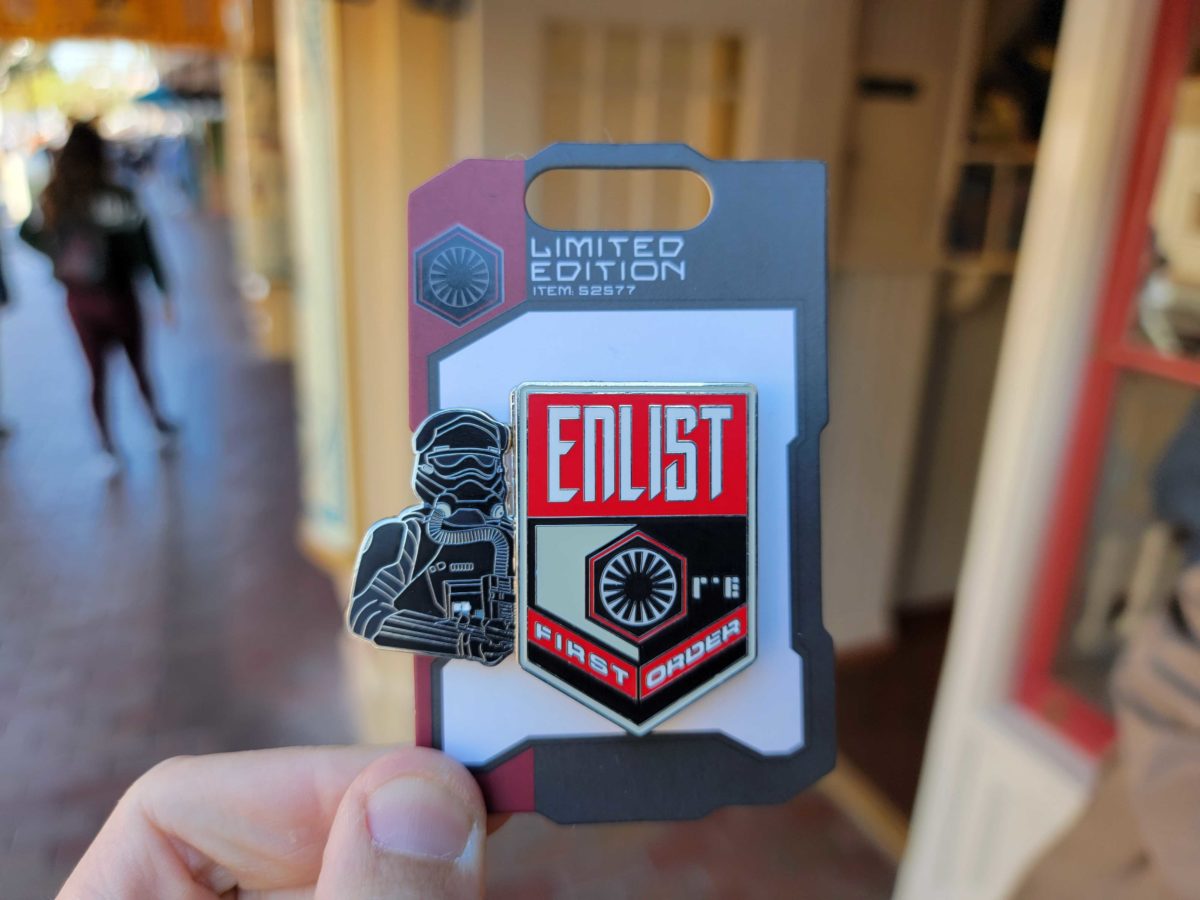 LIMITED
EDITION
ITEM: 52577
ENLIST
FIRST ORDER